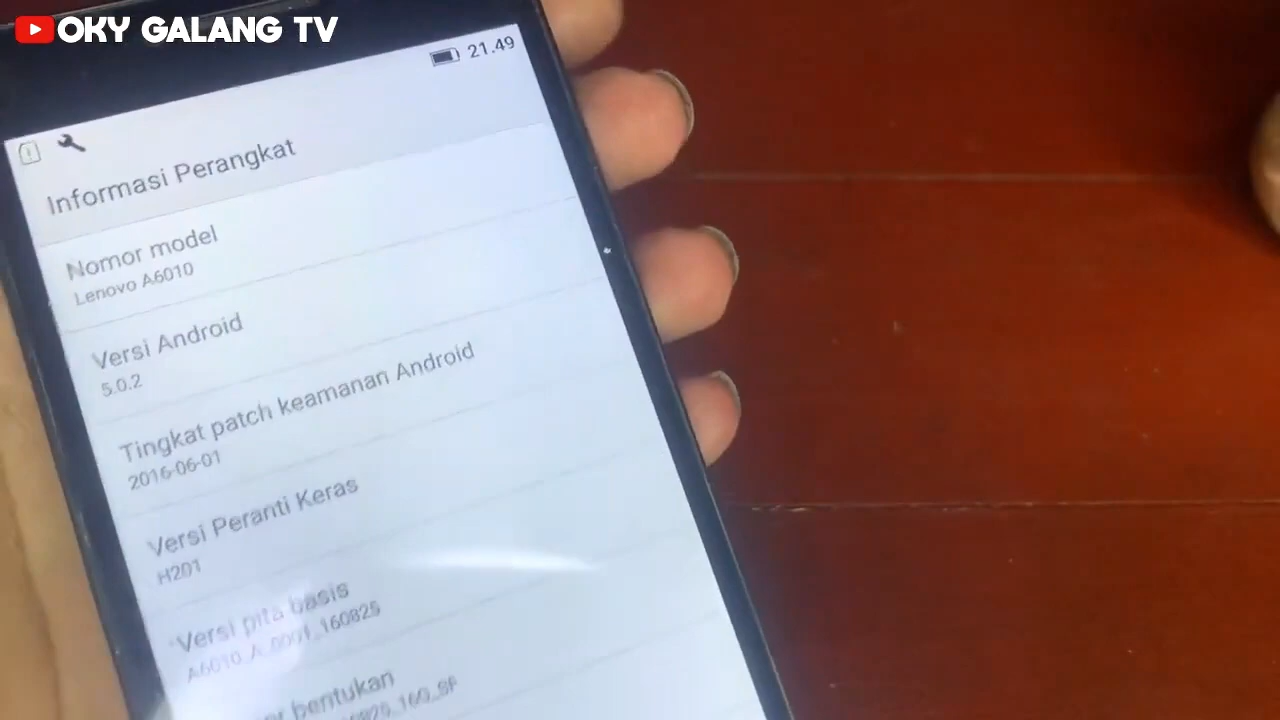 OKY GALANG TV
21.49
Informasi Perangkat
Nomor model
Lenovo A6010
Versi Android
5.0.2
Tingkat patch keamanan Android
2016-06-01
Versi Peranti Keras
H201
Versi pita basis
A6010_A_0001_160825
bentukan
160_SF